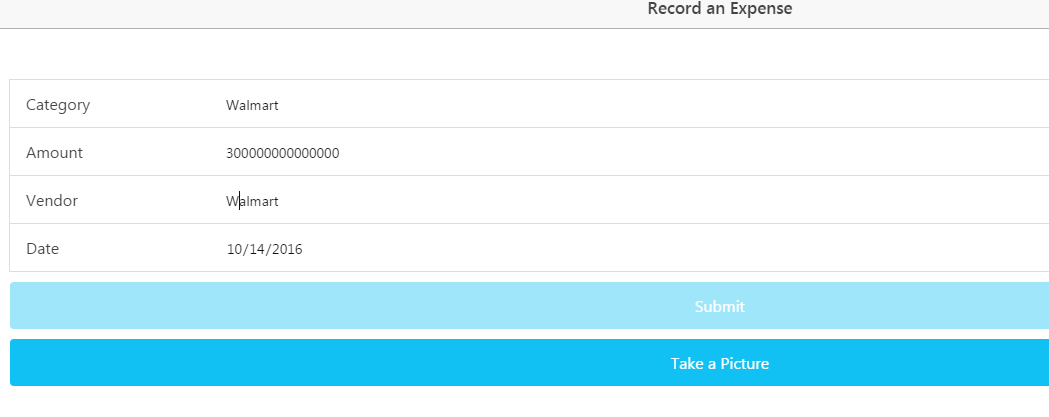 Record an Expense
Category Walmart
Amount 300000000000000
Vendor Walmart
Date 10/14/2016
Submit
Take a Picture